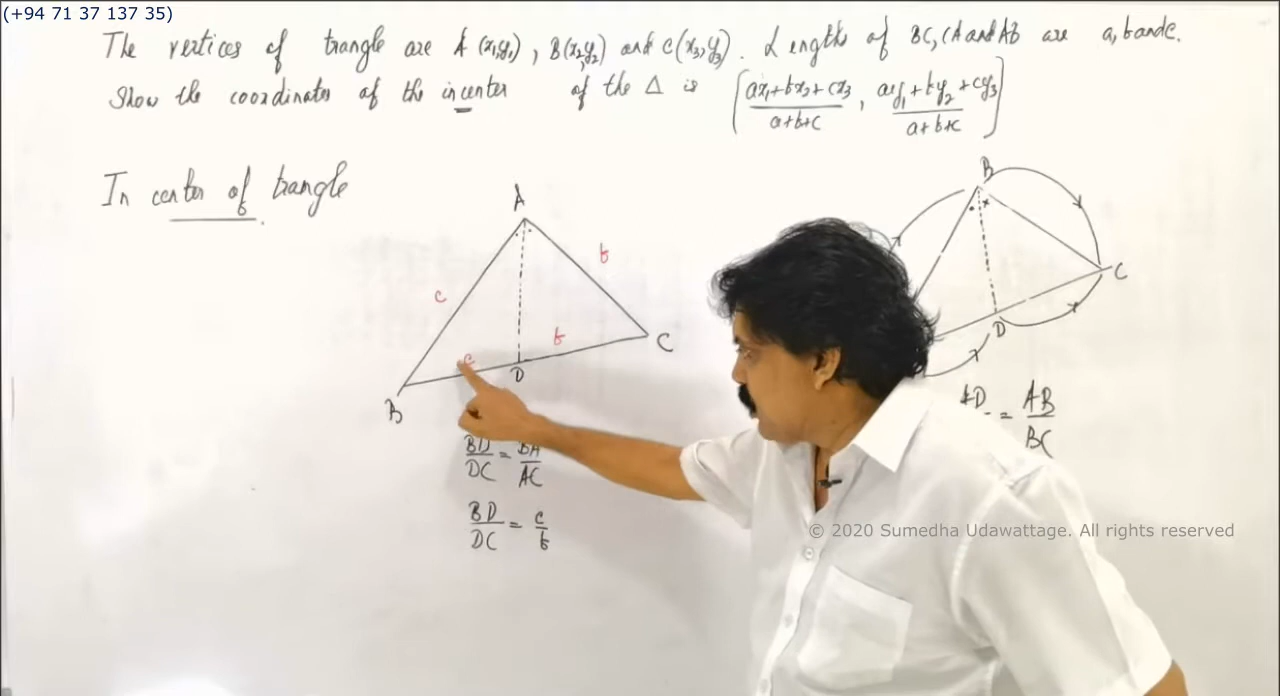 (+94 71 37 137 35)
The vertices of trangle are A (x₁,y₁), B(x₂,y₂) and C(x₃,y₃). Lengths of BC, CA and AB are a, b and c.
Show the coordinates of the incenter of the Δ is [ax₁+bx₂+cx₃ / a+b+c , ay₁+by₂+cy₃ / a+b+c]
In center of trangle
A
B
C
D
c
b
c
b
BD/DC = BA/AC
BD/DC = c/b
B
C
D
= AB/BC
© 2020 Sumedha Udawattage. All rights reserved